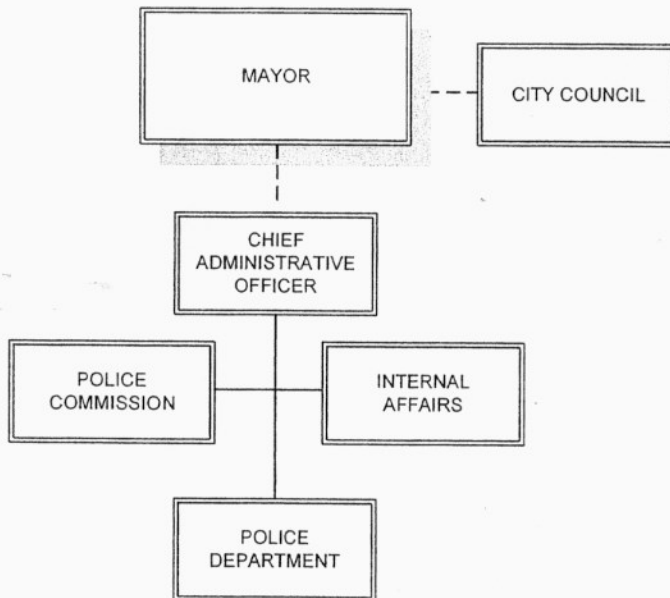 MAYOR
CITY COUNCIL
CHIEF
ADMINISTRATIVE
OFFICER
POLICE
COMMISSION
INTERNAL
AFFAIRS
POLICE
DEPARTMENT